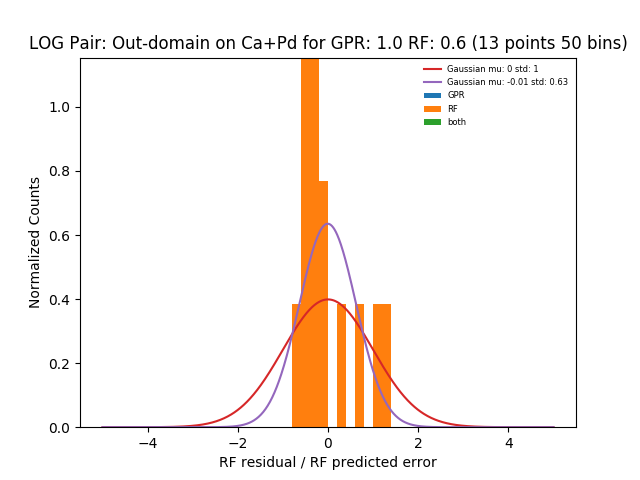 LOG Pair: Out-domain on Ca+Pd for GPR: 1.0 RF: 0.6 (13 points 50 bins)
Gaussian mu: 0 std: 1
Gaussian mu: -0.01 std: 0.63
GPR
RF
both
Normalized Counts
1.0
0.8
0.6
0.4
0.2
0.0
−4 −2 0 2 4
RF residual / RF predicted error